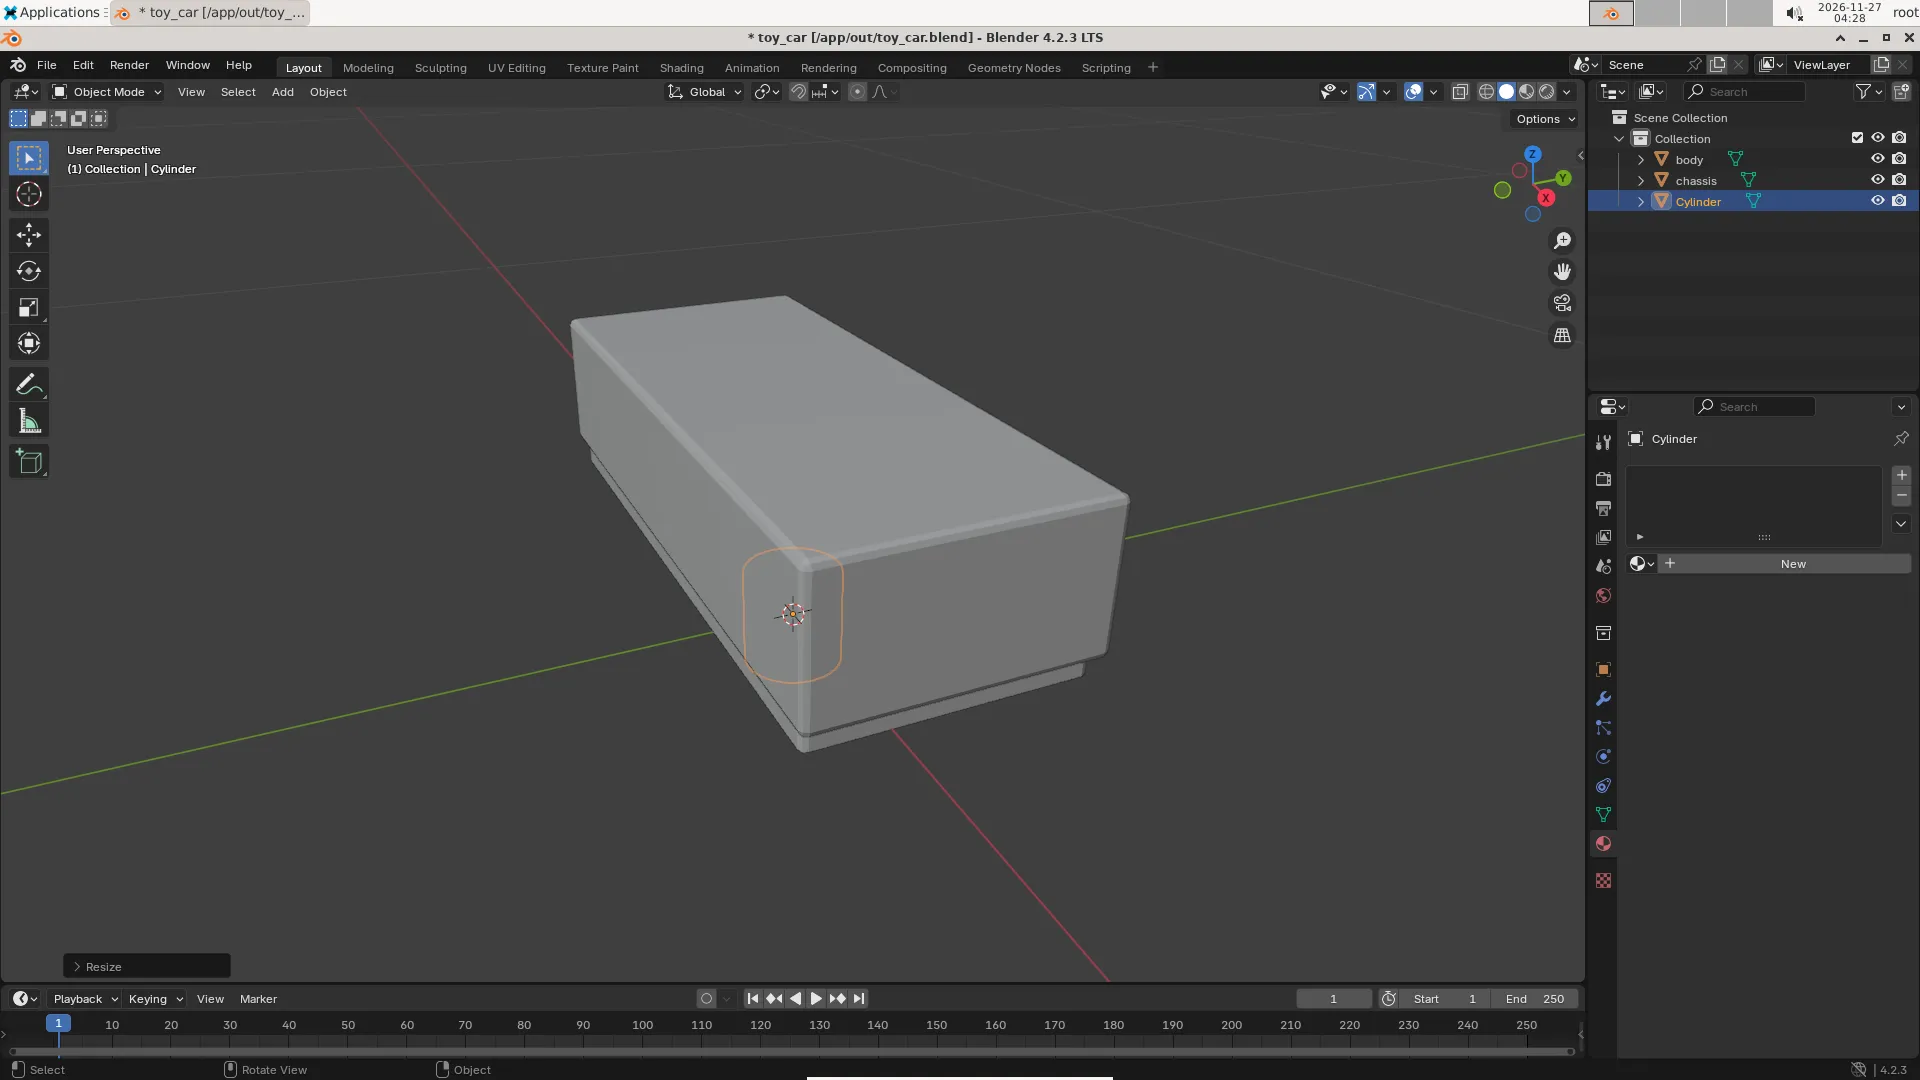 Applications
* toy_car [/app/out/toy_...
2026-11-27
04:28
root
* toy_car [/app/out/toy_car.blend] - Blender 4.2.3 LTS
File Edit Render Window Help
Layout Modeling Sculpting UV Editing Texture Paint Shading Animation Rendering Compositing Geometry Nodes Scripting
Scene
ViewLayer
Object Mode View Select Add Object
Global
Search
Options
User Perspective
(1) Collection | Cylinder
Z
Y
X
Scene Collection
Collection
body
chassis
Cylinder
Search
Cylinder
New
Resize
Playback Keying View Marker
1
Start 1
End 250
1 10 20 30 40 50 60 70 80 90 100 110 120 130 140 150 160 170 180 190 200 210 220 230 240 250
Select
Rotate View
Object
4.2.3